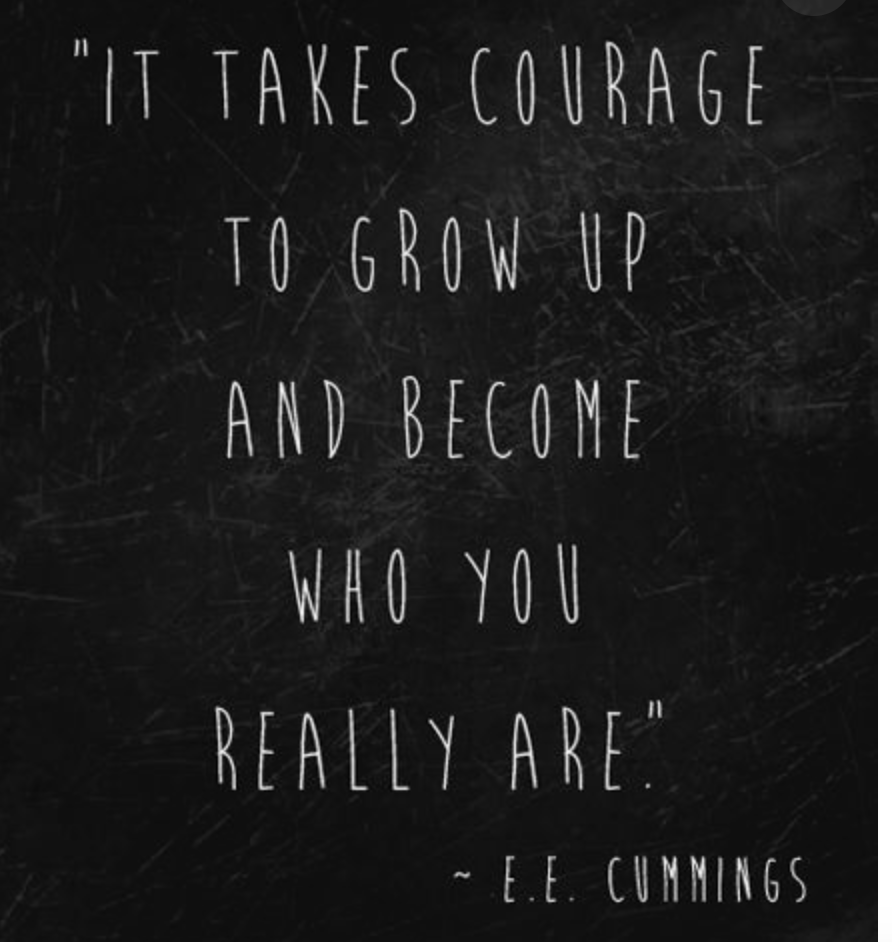 "IT TAKES COURAGE
TO GROW UP
AND BECOME
WHO YOU
REALLY ARE."
~ E.E. CUMMINGS